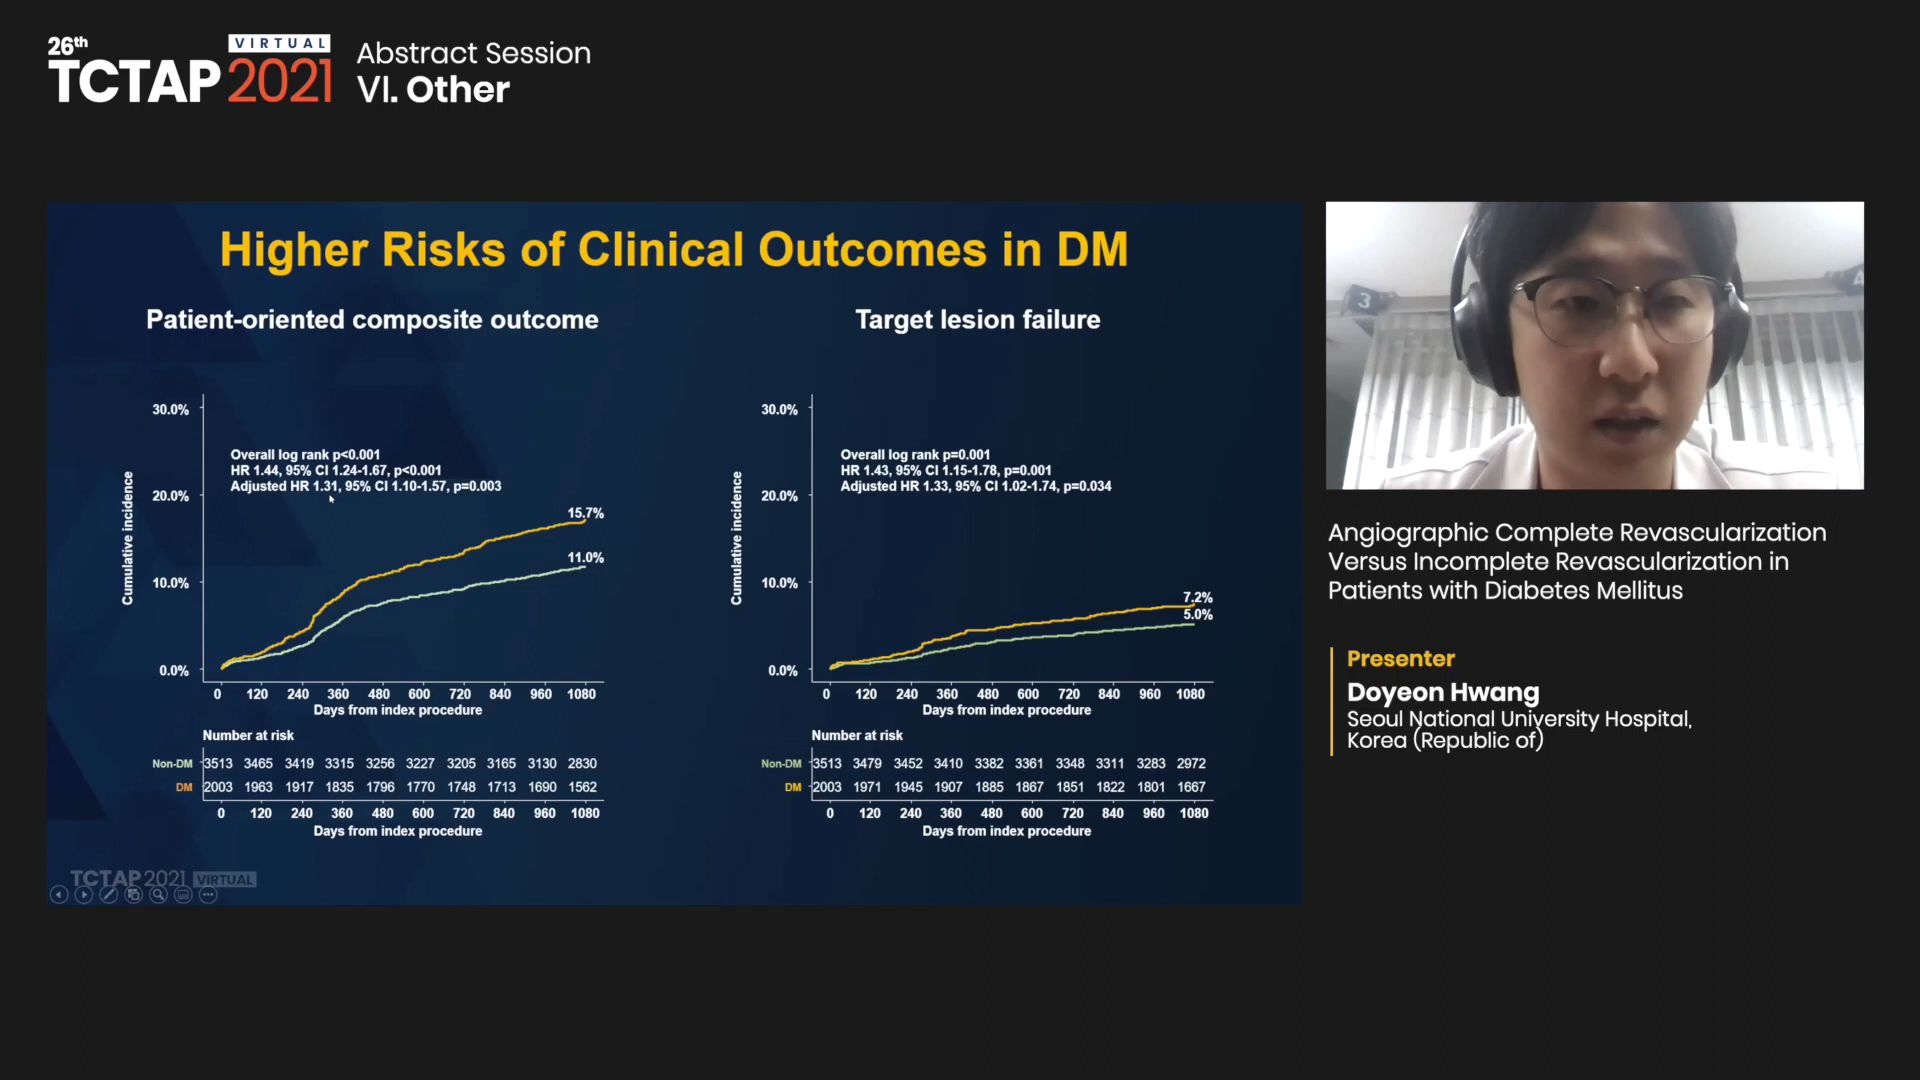 26th
VIRTUAL
TCTAP 2021
Abstract Session
VI. Other
Higher Risks of Clinical Outcomes in DM
Patient-oriented composite outcome
Cumulative incidence
30.0%
20.0%
10.0%
0.0%
Overall log rank p<0.001
HR 1.44, 95% CI 1.24-1.67, p<0.001
Adjusted HR 1.31, 95% CI 1.10-1.57, p=0.003
15.7%
11.0%
0 120 240 360 480 600 720 840 960 1080
Days from index procedure
Number at risk
Non-DM 3513 3465 3419 3315 3256 3227 3205 3165 3130 2830
DM 2003 1963 1917 1835 1796 1770 1748 1713 1690 1562
0 120 240 360 480 600 720 840 960 1080
Days from index procedure
Target lesion failure
Cumulative incidence
30.0%
20.0%
10.0%
0.0%
Overall log rank p=0.001
HR 1.43, 95% CI 1.15-1.78, p=0.001
Adjusted HR 1.33, 95% CI 1.02-1.74, p=0.034
7.2%
5.0%
0 120 240 360 480 600 720 840 960 1080
Days from index procedure
Number at risk
Non-DM 3513 3479 3452 3410 3382 3361 3348 3311 3283 2972
DM 2003 1971 1945 1907 1885 1867 1851 1822 1801 1667
0 120 240 360 480 600 720 840 960 1080
Days from index procedure
TCTAP 2021 VIRTUAL
3
Angiographic Complete Revascularization
Versus Incomplete Revascularization in
Patients with Diabetes Mellitus
Presenter
Doyeon Hwang
Seoul National University Hospital,
Korea (Republic of)